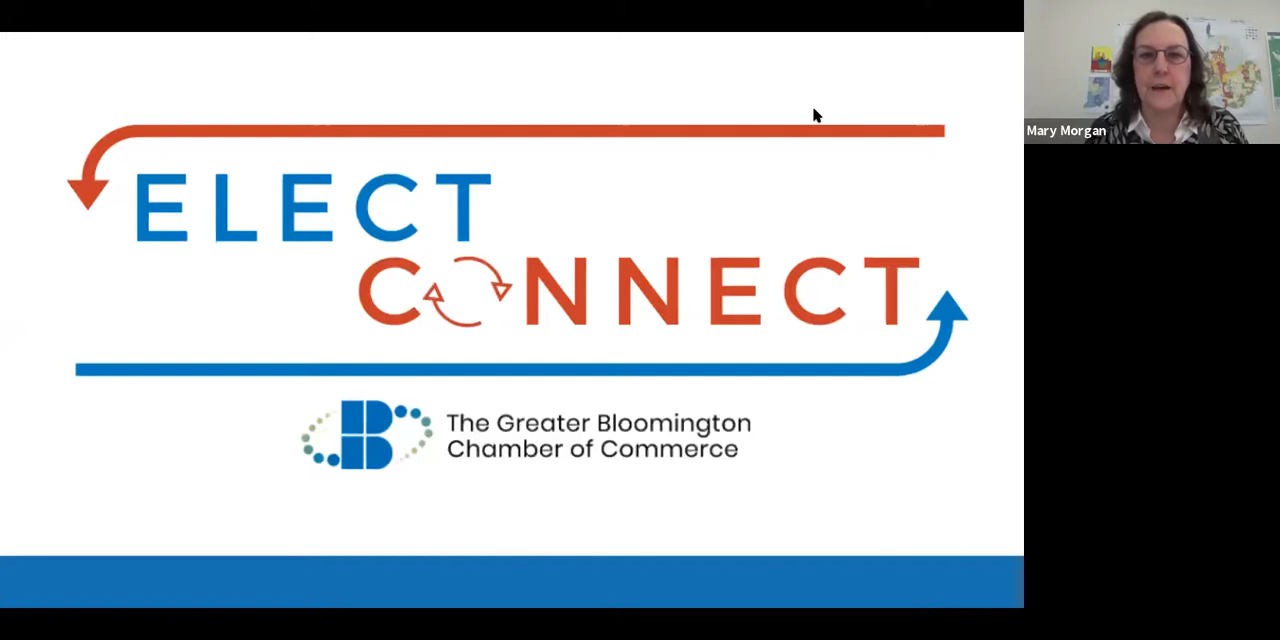 ELECT
CONNECT
The Greater Bloomington
Chamber of Commerce
Mary Morgan